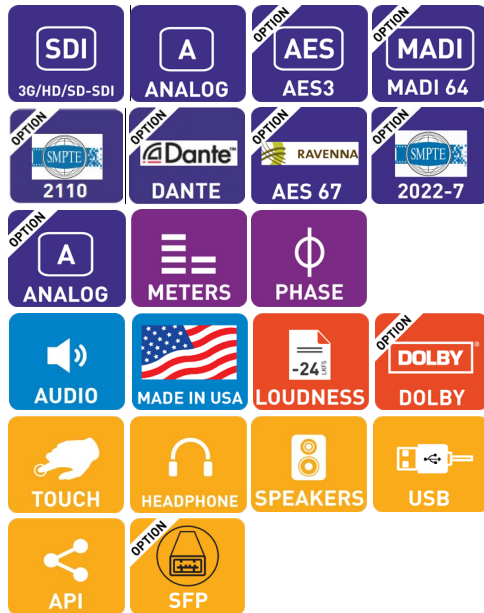 SDI
3G/HD/SD-SDI
A
ANALOG
OPTION
AES
AES3
OPTION
MADI
MADI 64
OPTION
SMPTE
2110
OPTION
Dante™
DANTE
OPTION
RAVENNA
AES 67
OPTION
SMPTE
2022-7
OPTION
A
ANALOG
METERS
PHASE
AUDIO
MADE IN USA
-24 LKFS
LOUDNESS
OPTION
DOLBY®
DOLBY
TOUCH
HEADPHONE
SPEAKERS
USB
API
OPTION
SFP